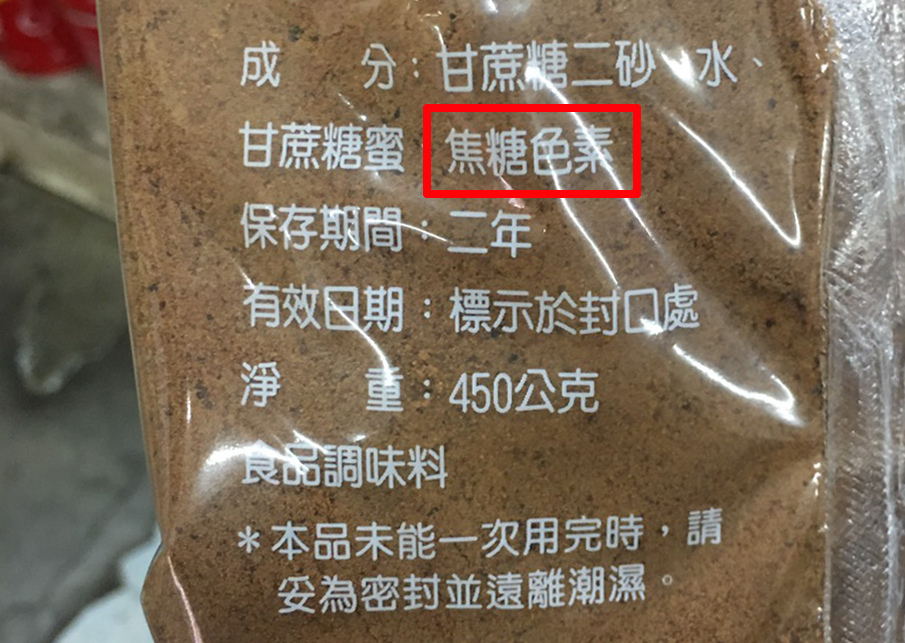 成　分:甘蔗糖二砂、水、
甘蔗糖蜜 焦糖色素
保存期間:二年
有效日期:標示於封口處
淨　重:450公克
食品調味料
*本品未能一次用完時,請
妥為密封並遠離潮濕。